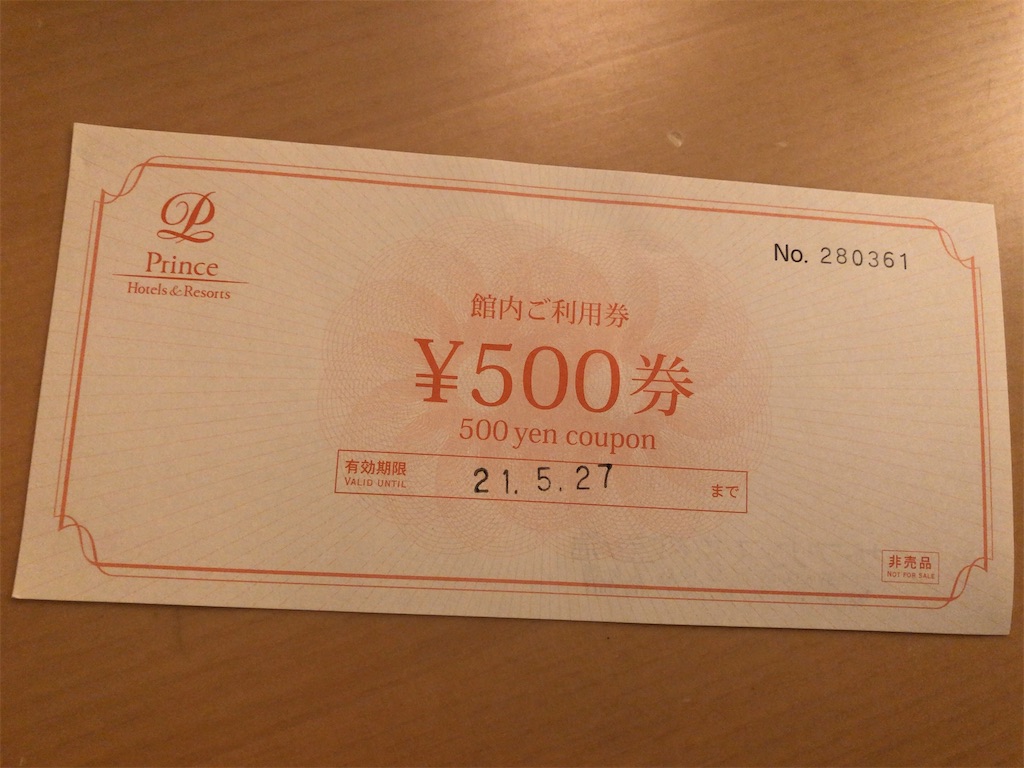 Prince
Hotels & Resorts
No. 280361
館内ご利用券
¥500券
500 yen coupon
有効期限
VALID UNTIL
21. 5. 27
まで
非売品
NOT FOR SALE